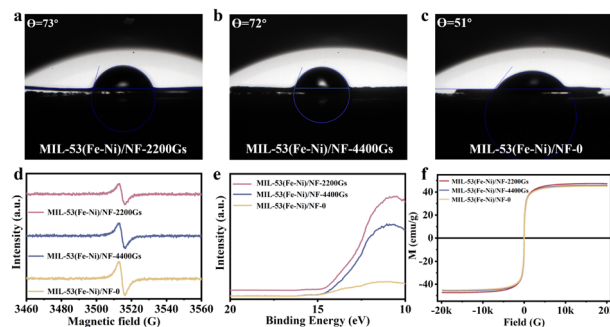 a
Θ=73°
MIL-53(Fe-Ni)/NF-2200Gs
b
Θ=72°
MIL-53(Fe-Ni)/NF-4400Gs
c
Θ=51°
MIL-53(Fe-Ni)/NF-0
d
Intensity (a.u.)
MIL-53(Fe-Ni)/NF-2200Gs
MIL-53(Fe-Ni)/NF-4400Gs
MIL-53(Fe-Ni)/NF-0
3460 3480 3500 3520 3540 3560
Magnetic field (G)
e
Intensity (a.u.)
MIL-53(Fe-Ni)/NF-2200Gs
MIL-53(Fe-Ni)/NF-4400Gs
MIL-53(Fe-Ni)/NF-0
20 15 10
Binding Energy (eV)
f
M (emu/g)
MIL-53(Fe-Ni)/NF-2200Gs
MIL-53(Fe-Ni)/NF-4400Gs
MIL-53(Fe-Ni)/NF-0
40
20
0
-20
-40
-20k -10k 0 10k 20k
Field (G)